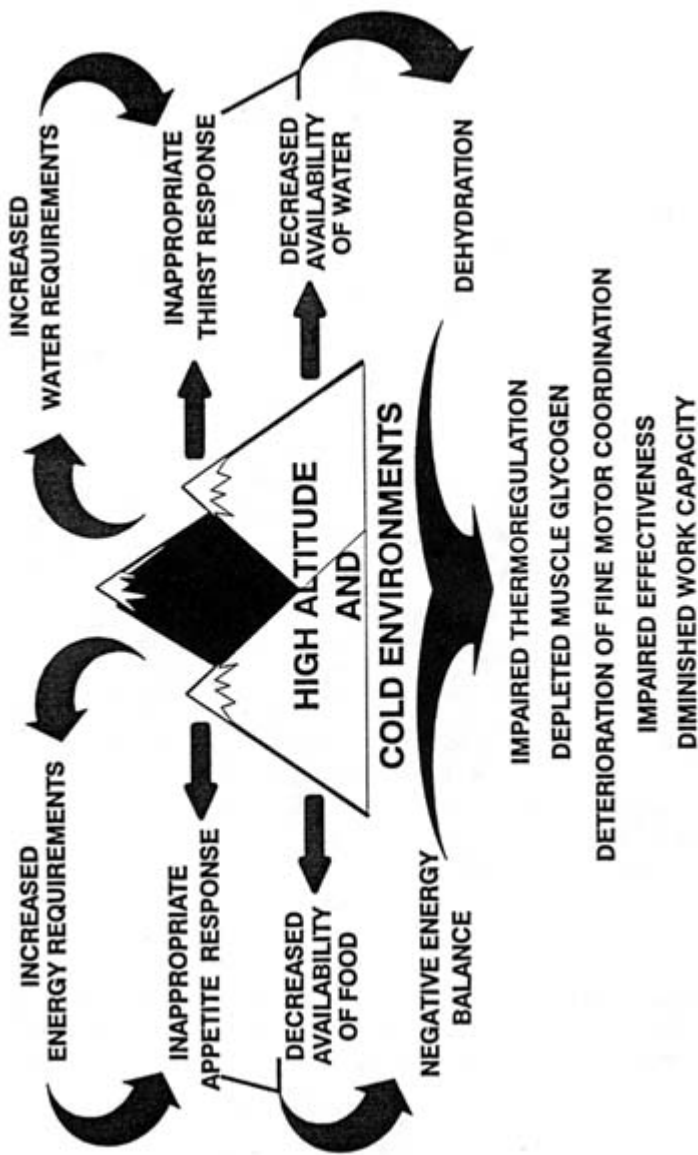 INCREASED
ENERGY REQUIREMENTS
INCREASED
WATER REQUIREMENTS
INAPPROPRIATE
APPETITE RESPONSE
INAPPROPRIATE
THIRST RESPONSE
DECREASED
AVAILABILITY
OF FOOD
HIGH ALTITUDE
AND
COLD ENVIRONMENTS
DECREASED
AVAILABILITY
OF WATER
NEGATIVE ENERGY
BALANCE
DEHYDRATION
IMPAIRED THERMOREGULATION
DEPLETED MUSCLE GLYCOGEN
DETERIORATION OF FINE MOTOR COORDINATION
IMPAIRED EFFECTIVENESS
DIMINISHED WORK CAPACITY